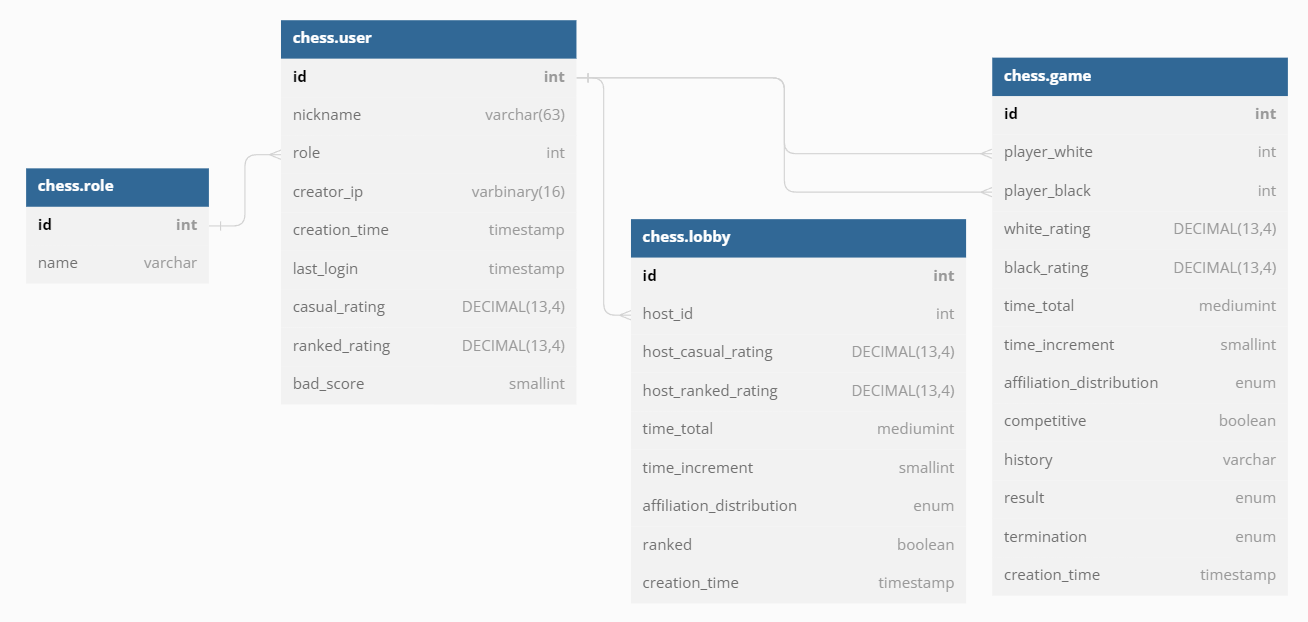 chess.user
id int
nickname varchar(63)
role int
creator_ip varbinary(16)
creation_time timestamp
last_login timestamp
casual_rating DECIMAL(13,4)
ranked_rating DECIMAL(13,4)
bad_score smallint
chess.role
id int
name varchar
chess.lobby
id int
host_id int
host_casual_rating DECIMAL(13,4)
host_ranked_rating DECIMAL(13,4)
time_total mediumint
time_increment smallint
affiliation_distribution enum
ranked boolean
creation_time timestamp
chess.game
id int
player_white int
player_black int
white_rating DECIMAL(13,4)
black_rating DECIMAL(13,4)
time_total mediumint
time_increment smallint
affiliation_distribution enum
competitive boolean
history varchar
result enum
termination enum
creation_time timestamp